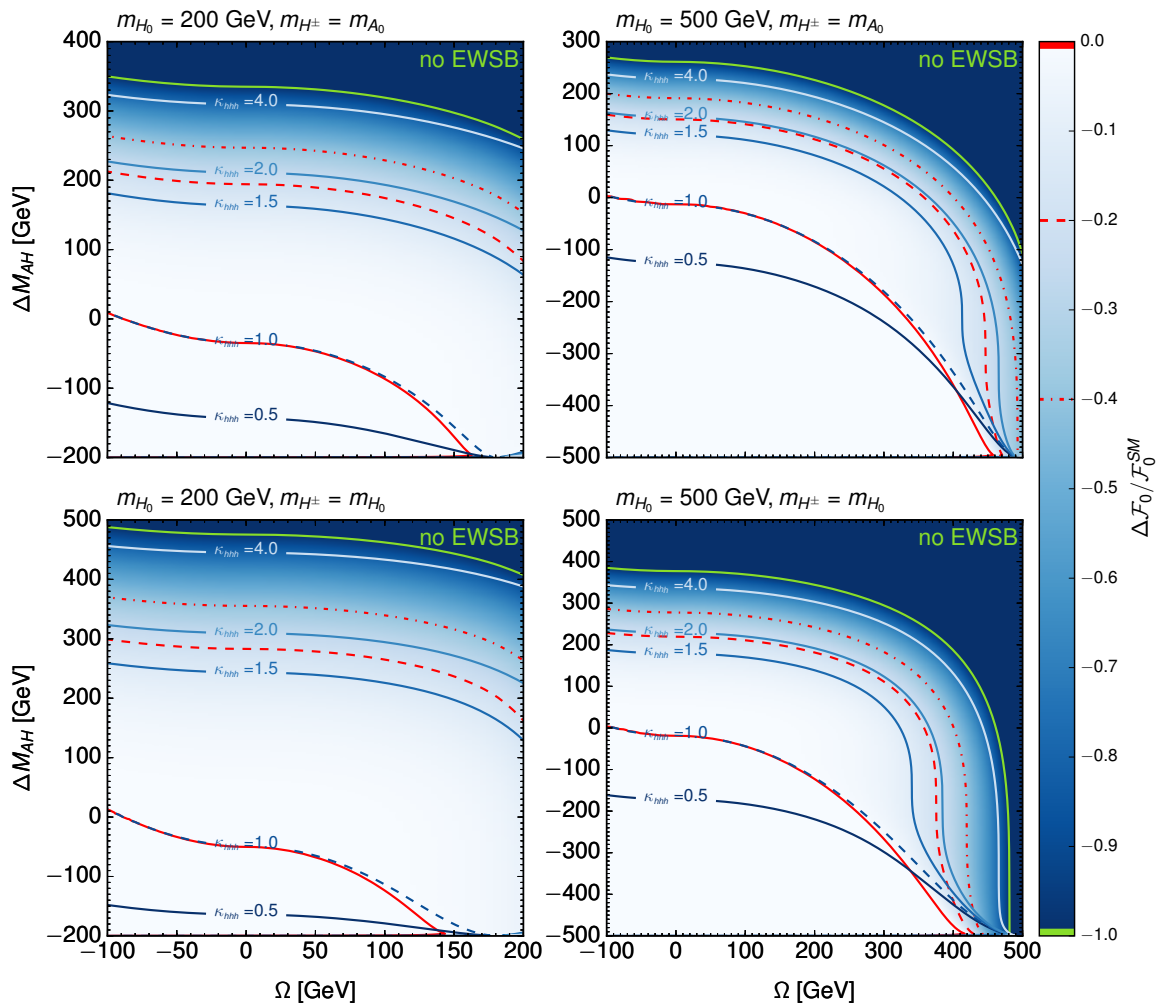 m_{H_0} = 200 GeV, m_{H^±} = m_{A_0}
400
300
200
100
0
−100
−200
ΔM_{AH} [GeV]
no EWSB
κ_{hhh}=4.0
κ_{hhh}=2.0
κ_{hhh}=1.5
κ_{hhh}=1.0
κ_{hhh}=0.5
m_{H_0} = 500 GeV, m_{H^±} = m_{A_0}
300
200
100
0
−100
−200
−300
−400
−500
no EWSB
κ_{hhh}=4.0
κ_{hhh}=2.0
κ_{hhh}=1.5
κ_{hhh}=1.0
κ_{hhh}=0.5
m_{H_0} = 200 GeV, m_{H^±} = m_{H_0}
500
400
300
200
100
0
−100
−200
ΔM_{AH} [GeV]
no EWSB
κ_{hhh}=4.0
κ_{hhh}=2.0
κ_{hhh}=1.5
κ_{hhh}=1.0
κ_{hhh}=0.5
−100 −50 0 50 100 150 200
Ω [GeV]
m_{H_0} = 500 GeV, m_{H^±} = m_{H_0}
500
400
300
200
100
0
−100
−200
−300
−400
−500
no EWSB
κ_{hhh}=4.0
κ_{hhh}=2.0
κ_{hhh}=1.5
κ_{hhh}=1.0
κ_{hhh}=0.5
−100 0 100 200 300 400 500
Ω [GeV]
0.0
−0.1
−0.2
−0.3
−0.4
−0.5
−0.6
−0.7
−0.8
−0.9
−1.0
Δℱ_0/ℱ_0^{SM}